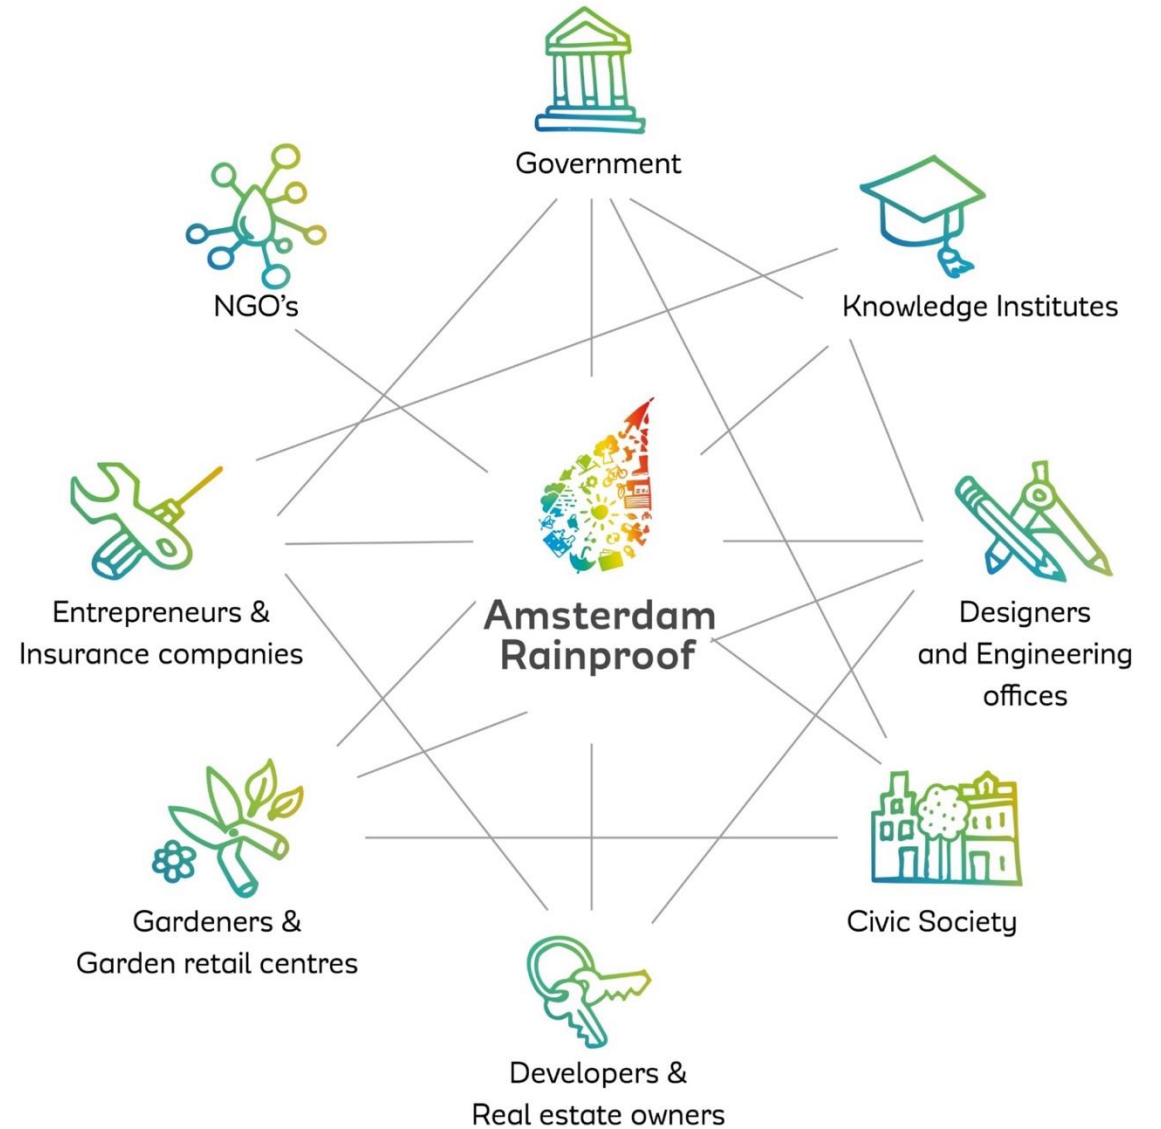 Government
NGO's
Knowledge Institutes
Amsterdam
Rainproof
Entrepreneurs &
Insurance companies
Designers
and Engineering
offices
Gardeners &
Garden retail centres
Civic Society
Developers &
Real estate owners